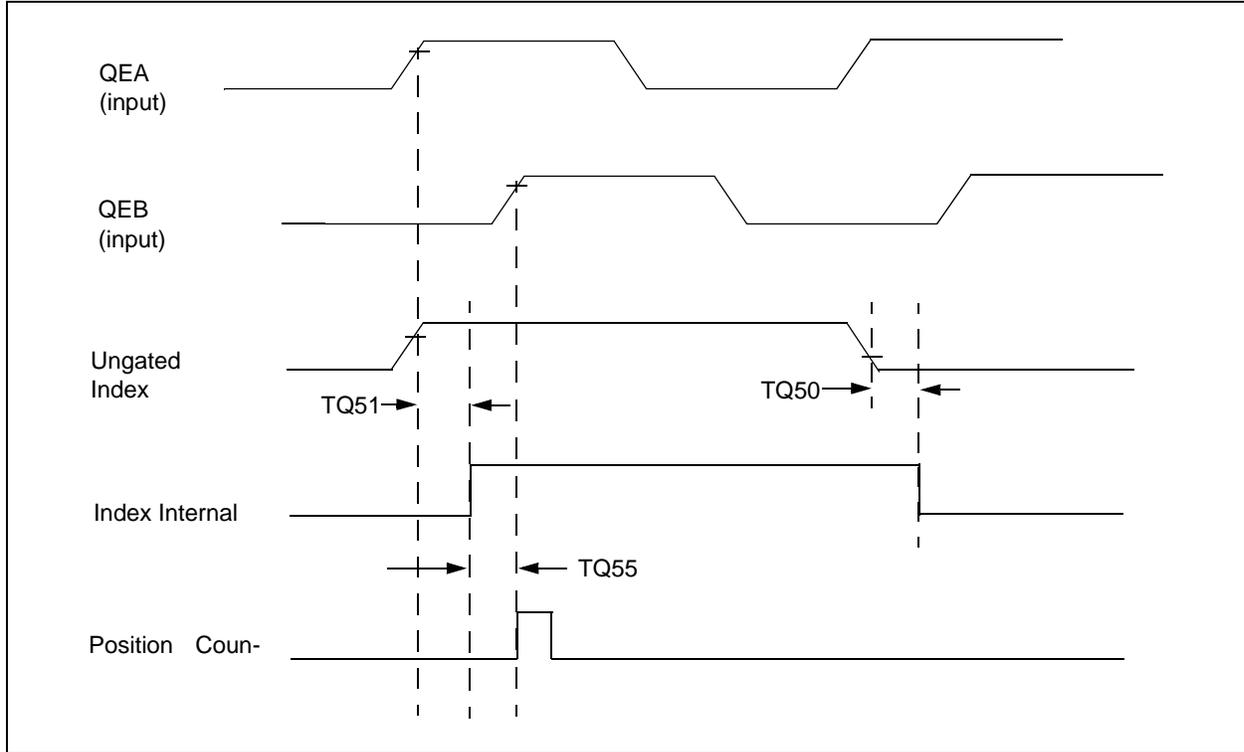 QEA
(input)
QEB
(input)
Ungated
Index
TQ51
TQ50
Index Internal
TQ55
Position Coun-